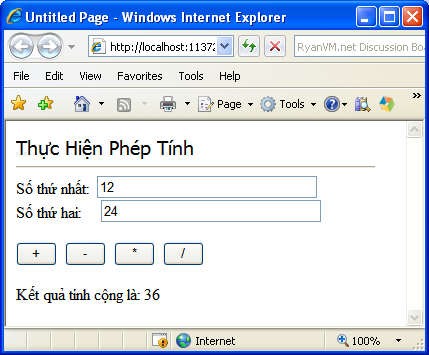 Untitled Page - Windows Internet Explorer
http://localhost:1137
RyanVM.net Discussion Boa
File Edit View Favorites Tools Help
Page Tools
Thực Hiện Phép Tính
Số thứ nhất: 12
Số thứ hai: 24
+ - * /
Kết quả tính cộng là: 36
Internet 100%